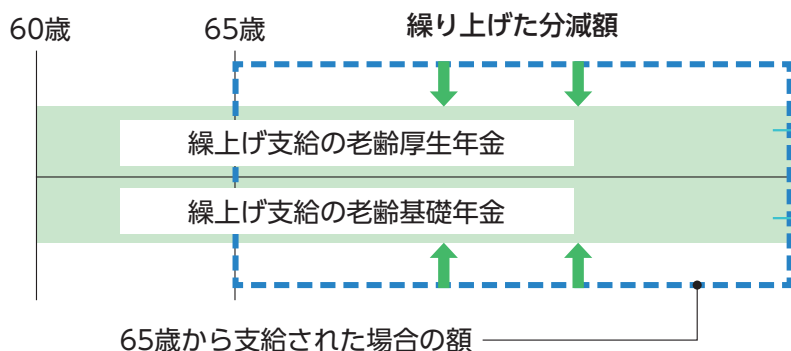 60歳
65歳
繰り上げた分減額
繰上げ支給の老齢厚生年金
繰上げ支給の老齢基礎年金
65歳から支給された場合の額